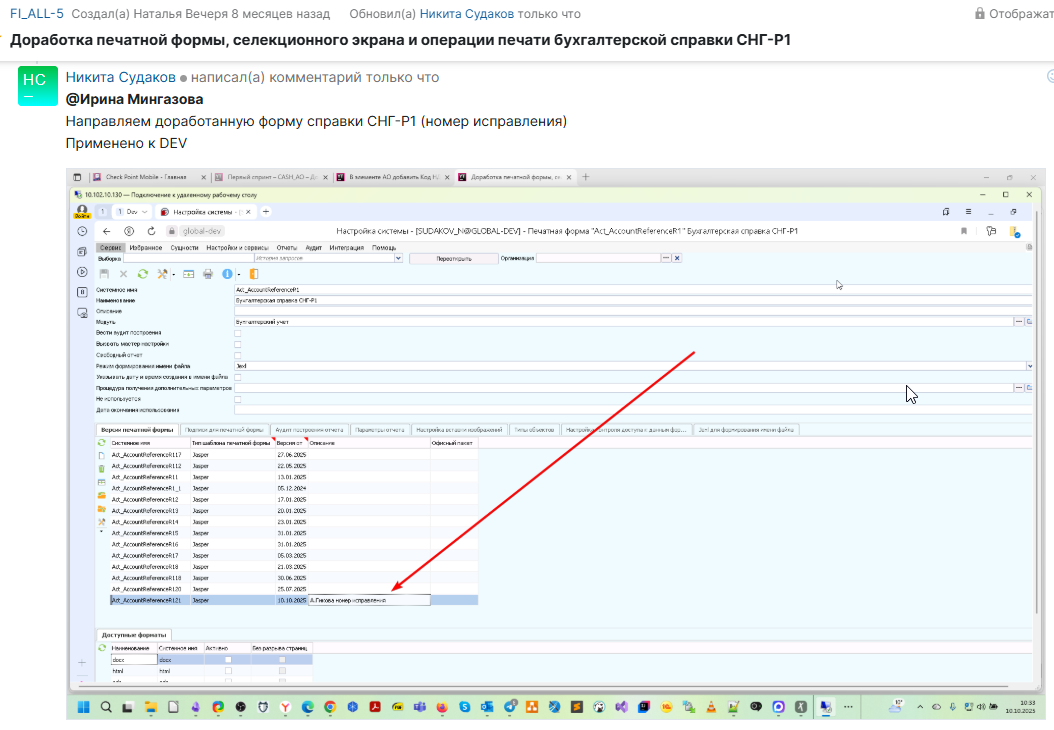 FI_ALL-5 Создал(а) Наталья Вечеря 8 месяцев назад Обновил(а) Никита Судаков только что
Отображат
Доработка печатной формы, селекционного экрана и операции печати бухгалтерской справки СНГ-Р1
НС
Никита Судаков написал(а) комментарий только что
@Ирина Мингазова
Направляем доработанную форму справки СНГ-Р1 (номер исправления)
Применено к DEV
Check Point Mobile - Главная
Первый спринт – CASH_AO – До
В элементе АО добавить Код Н
Доработка печатной формы, се
10.102.10.130 — Подключение к удаленному рабочему столу
Войти
1
1 Dev
Настройка системы - [
global-dev
Настройка системы - [SUDAKOV_N@GLOBAL-DEV] - Печатная форма "Act_AccountReferenceR1" Бухгалтерская справка СНГ-Р1
Сервис Избранное Сущности Настройки и сервисы Отчеты Аудит Интеграция Помощь
Выборка
История запросов
Переоткрыть
Организация
Системное имя Act_AccountReferenceR1
Наименование Бухгалтерская справка СНГ-Р1
Описание
Модуль Бухгалтерский учет
Вести аудит построения
Вызвать мастер настройки
Свободный отчет
Режим формирования имени файла Jexl
Указывать дату и время создания в имени файла
Процедура получения дополнительных параметров
Не используется
Дата окончания использования
Версии печатной формы
Подписи для печатной формы
Аудит построения отчета
Параметры отчета
Настройка вставки изображений
Типы объектов
Настройка контроля доступа к данным фор...
Jexl для формирования имени файла
Системное имя Тип шаблона печатной формы Версия от Описание Офисный пакет
Act_AccountReferenceR117 Jasper 27.06.2025
Act_AccountReferenceR112 Jasper 22.05.2025
Act_AccountReferenceR11 Jasper 13.01.2025
Act_AccountReferenceR1_1 Jasper 05.12.2024
Act_AccountReferenceR12 Jasper 17.01.2025
Act_AccountReferenceR13 Jasper 20.01.2025
Act_AccountReferenceR14 Jasper 23.01.2025
Act_AccountReferenceR15 Jasper 31.01.2025
Act_AccountReferenceR16 Jasper 31.01.2025
Act_AccountReferenceR17 Jasper 05.03.2025
Act_AccountReferenceR18 Jasper 21.03.2025
Act_AccountReferenceR118 Jasper 30.06.2025
Act_AccountReferenceR120 Jasper 25.07.2025
Act_AccountReferenceR121 Jasper 10.10.2025 А.Гикова номер исправления
Доступные форматы
Наименование Системное имя Активно Без разрыва страниц
docx docx
html html
10:33
10.10.2025